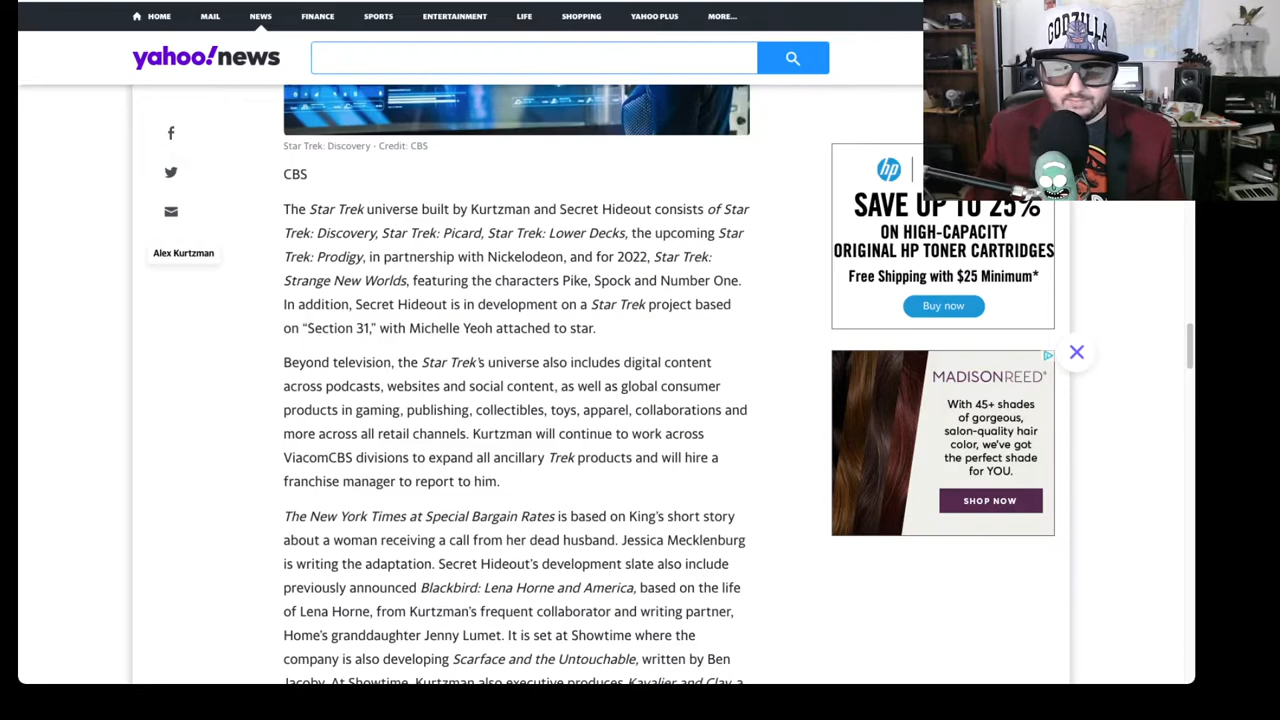 HOME MAIL NEWS FINANCE SPORTS ENTERTAINMENT LIFE SHOPPING YAHOO PLUS MORE...
yahoo!news
GODZILLA
Star Trek: Discovery - Credit: CBS
CBS
The Star Trek universe built by Kurtzman and Secret Hideout consists of Star
Trek: Discovery, Star Trek: Picard, Star Trek: Lower Decks, the upcoming Star
Trek: Prodigy, in partnership with Nickelodeon, and for 2022, Star Trek:
Strange New Worlds, featuring the characters Pike, Spock and Number One.
In addition, Secret Hideout is in development on a Star Trek project based
on “Section 31,” with Michelle Yeoh attached to star.
Beyond television, the Star Trek’s universe also includes digital content
across podcasts, websites and social content, as well as global consumer
products in gaming, publishing, collectibles, toys, apparel, collaborations and
more across all retail channels. Kurtzman will continue to work across
ViacomCBS divisions to expand all ancillary Trek products and will hire a
franchise manager to report to him.
The New York Times at Special Bargain Rates is based on King’s short story
about a woman receiving a call from her dead husband. Jessica Mecklenburg
is writing the adaptation. Secret Hideout’s development slate also include
previously announced Blackbird: Lena Horne and America, based on the life
of Lena Horne, from Kurtzman’s frequent collaborator and writing partner,
Home’s granddaughter Jenny Lumet. It is set at Showtime where the
company is also developing Scarface and the Untouchable, written by Ben
Jacoby. At Showtime, Kurtzman also executive produces Kavalier and Clay, a
Alex Kurtzman
hp
SAVE UP TO 25%
ON HIGH-CAPACITY
ORIGINAL HP TONER CARTRIDGES
Free Shipping with $25 Minimum*
Buy now
MADISON REED
With 45+ shades
of gorgeous,
salon-quality hair
color, we’ve got
the perfect shade
for YOU.
SHOP NOW